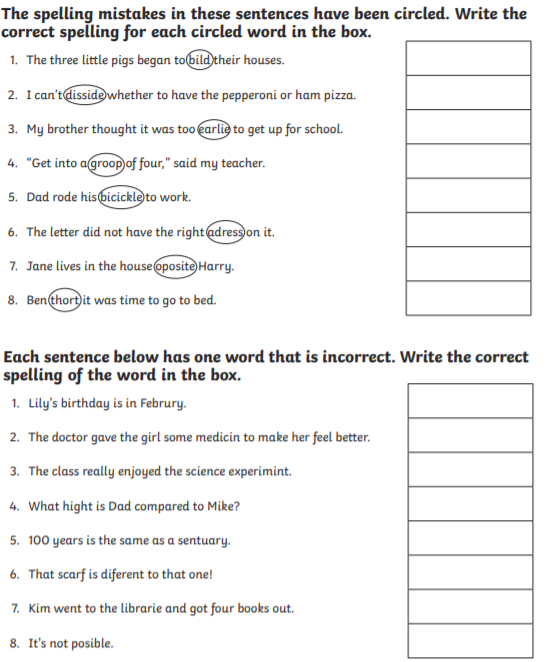 The spelling mistakes in these sentences have been circled. Write the
correct spelling for each circled word in the box.
1. The three little pigs began to bild their houses.
2. I can't disside whether to have the pepperoni or ham pizza.
3. My brother thought it was too earlie to get up for school.
4. "Get into a groop of four," said my teacher.
5. Dad rode his bicickle to work.
6. The letter did not have the right adress on it.
7. Jane lives in the house oposite Harry.
8. Ben thort it was time to go to bed.
Each sentence below has one word that is incorrect. Write the correct
spelling of the word in the box.
1. Lily's birthday is in Februry.
2. The doctor gave the girl some medicin to make her feel better.
3. The class really enjoyed the science experimint.
4. What hight is Dad compared to Mike?
5. 100 years is the same as a sentuary.
6. That scarf is diferent to that one!
7. Kim went to the librarie and got four books out.
8. It's not posible.